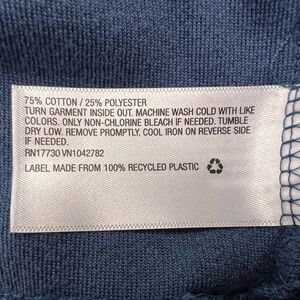 75% COTTON / 25% POLYESTER
TURN GARMENT INSIDE OUT. MACHINE WASH COLD WITH LIKE
COLORS. ONLY NON-CHLORINE BLEACH IF NEEDED. TUMBLE
DRY LOW. REMOVE PROMPTLY. COOL IRON ON REVERSE SIDE
IF NEEDED.
RN17730 VN1042782
LABEL MADE FROM 100% RECYCLED PLASTIC